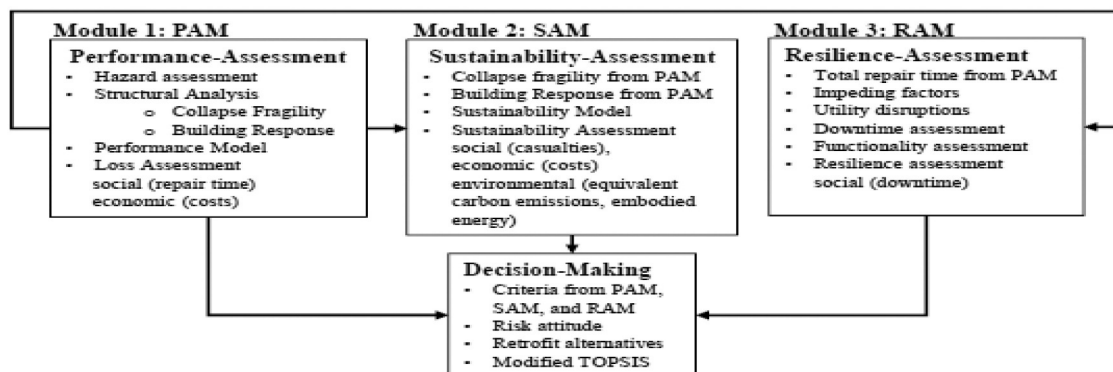 Module 1: PAM
Performance-Assessment
- Hazard assessment
- Structural Analysis
o Collapse Fragility
o Building Response
- Performance Model
- Loss Assessment
social (repair time)
economic (costs)
Module 2: SAM
Sustainability-Assessment
- Collapse fragility from PAM
- Building Response from PAM
- Sustainability Model
- Sustainability Assessment
social (casualties),
economic (costs)
environmental (equivalent
carbon emissions, embodied
energy)
Module 3: RAM
Resilience-Assessment
- Total repair time from PAM
- Impeding factors
- Utility disruptions
- Downtime assessment
- Functionality assessment
- Resilience assessment
social (downtime)
Decision-Making
- Criteria from PAM,
SAM, and RAM
- Risk attitude
- Retrofit alternatives
- Modified TOPSIS